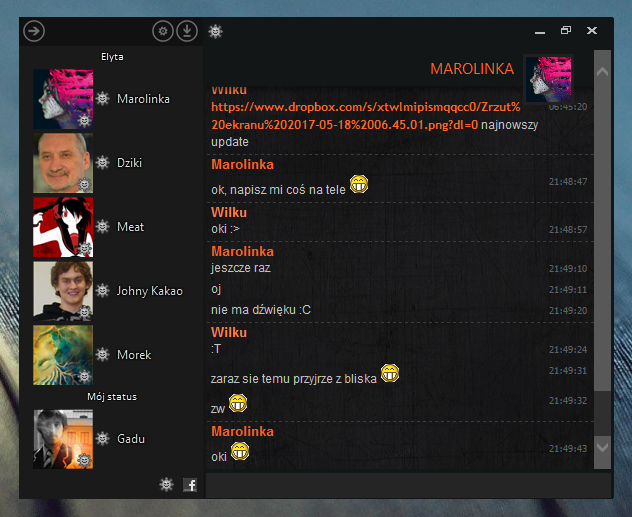 Elyta
Marolinka
Dziki
Meat
Johny Kakao
Morek
Mój status
Gadu
MAROLINKA
Wilku
https://www.dropbox.com/s/xtwlmipismqqcc0/Zrzut%
20ekranu%202017-05-18%2006.45.01.png?dl=0 najnowszy
update
06:45:20
Marolinka
ok, napisz mi coś na tele
21:48:47
Wilku
oki :>
21:48:57
Marolinka
jeszcze raz
21:49:10
oj
21:49:11
nie ma dźwięku :C
21:49:20
Wilku
:T
21:49:24
zaraz sie temu przyjrze z bliska
21:49:31
zw
21:49:32
Marolinka
oki
21:49:43